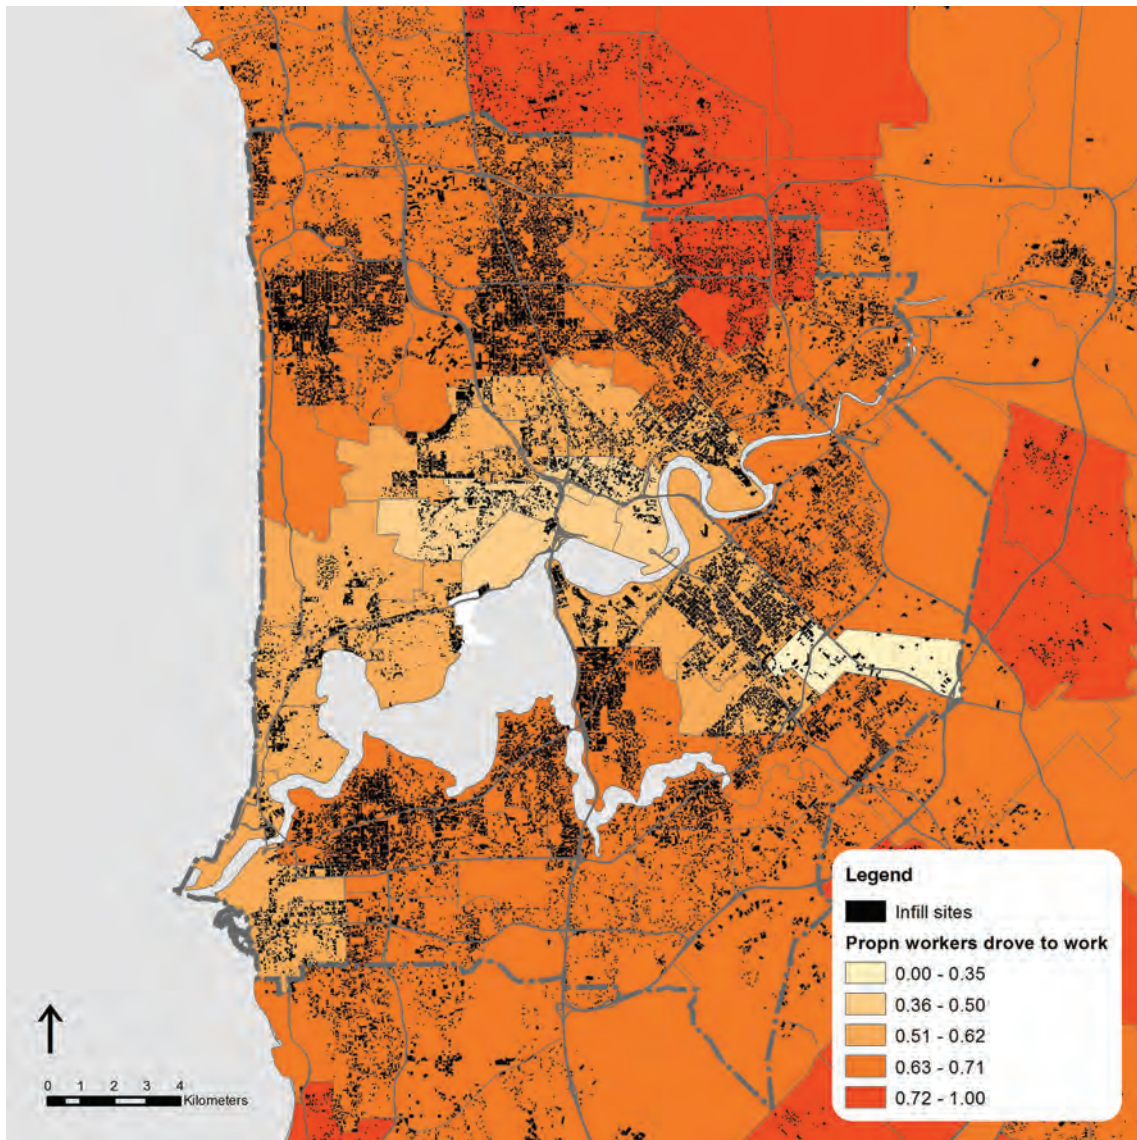 Legend
Infill sites
Propn workers drove to work
0.00 - 0.35
0.36 - 0.50
0.51 - 0.62
0.63 - 0.71
0.72 - 1.00
0 1 2 3 4
Kilometers